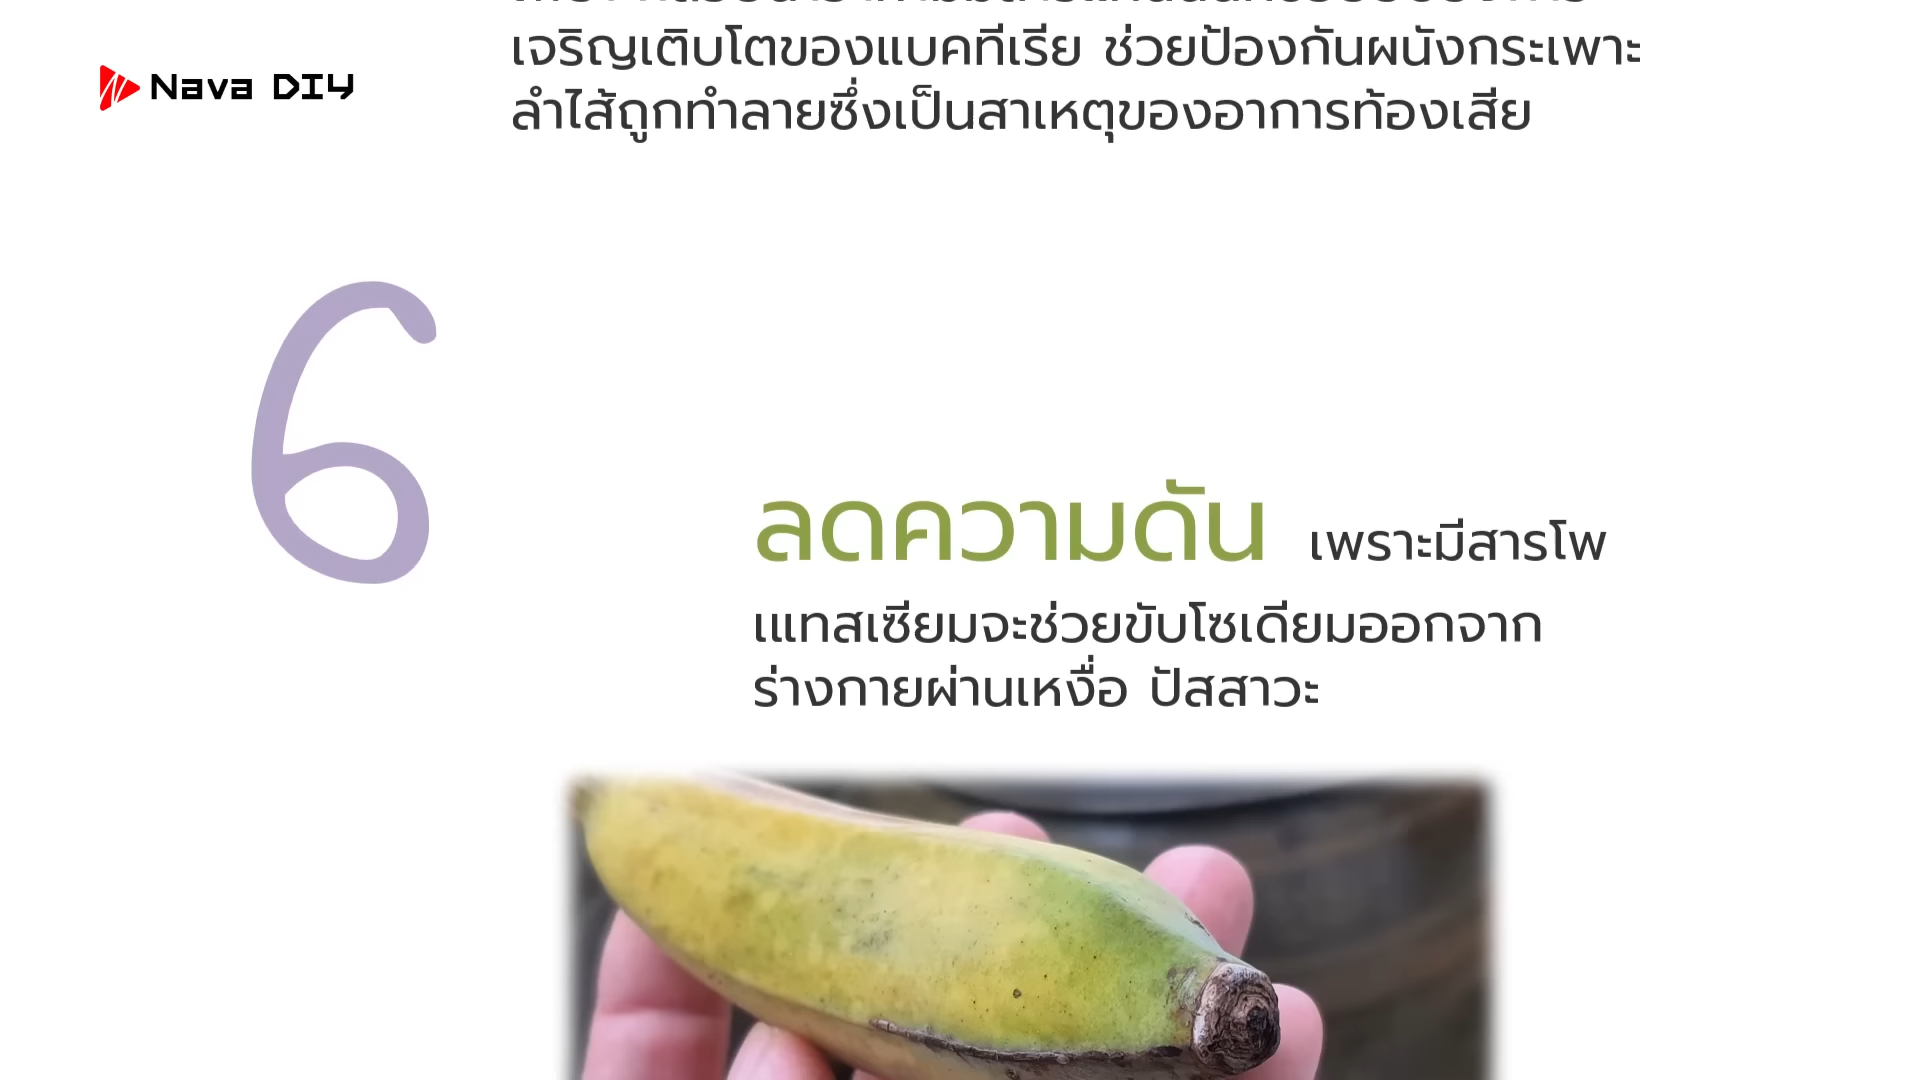 เจริญเติบโตของแบคทีเรีย ช่วยป้องกันผนังกระเพาะ
Nava DIY
ลำไส้ถูกทำลายซึ่งเป็นสาเหตุของอาการท้องเสีย
6
ลดความดัน เพราะมีสารโพ
แทสเซียมจะช่วยขับโซเดียมออกจาก
ร่างกายผ่านเหงื่อ ปัสสาวะ